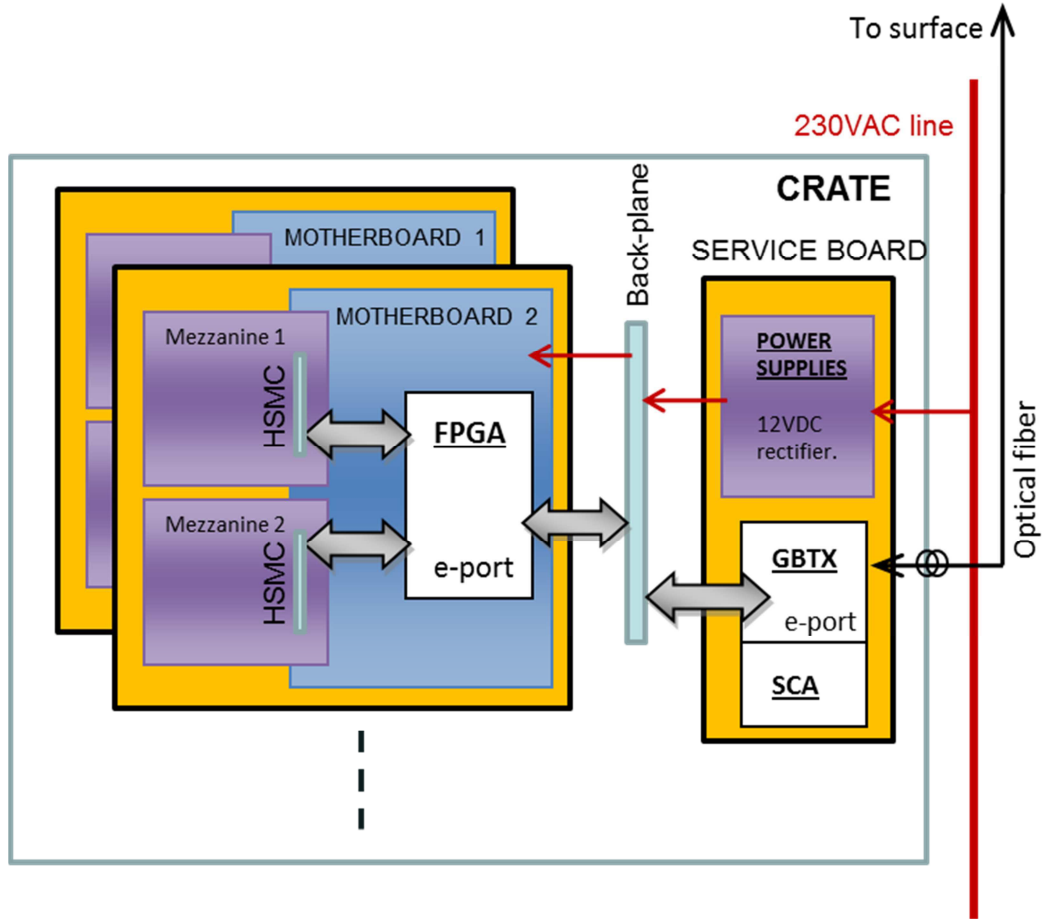 To surface
230VAC line
CRATE
Back-plane
SERVICE BOARD
MOTHERBOARD 1
MOTHERBOARD 2
Mezzanine 1
HSMC
FPGA
e-port
Mezzanine 2
HSMC
POWER
SUPPLIES
12VDC
rectifier.
GBTX
e-port
SCA
Optical fiber